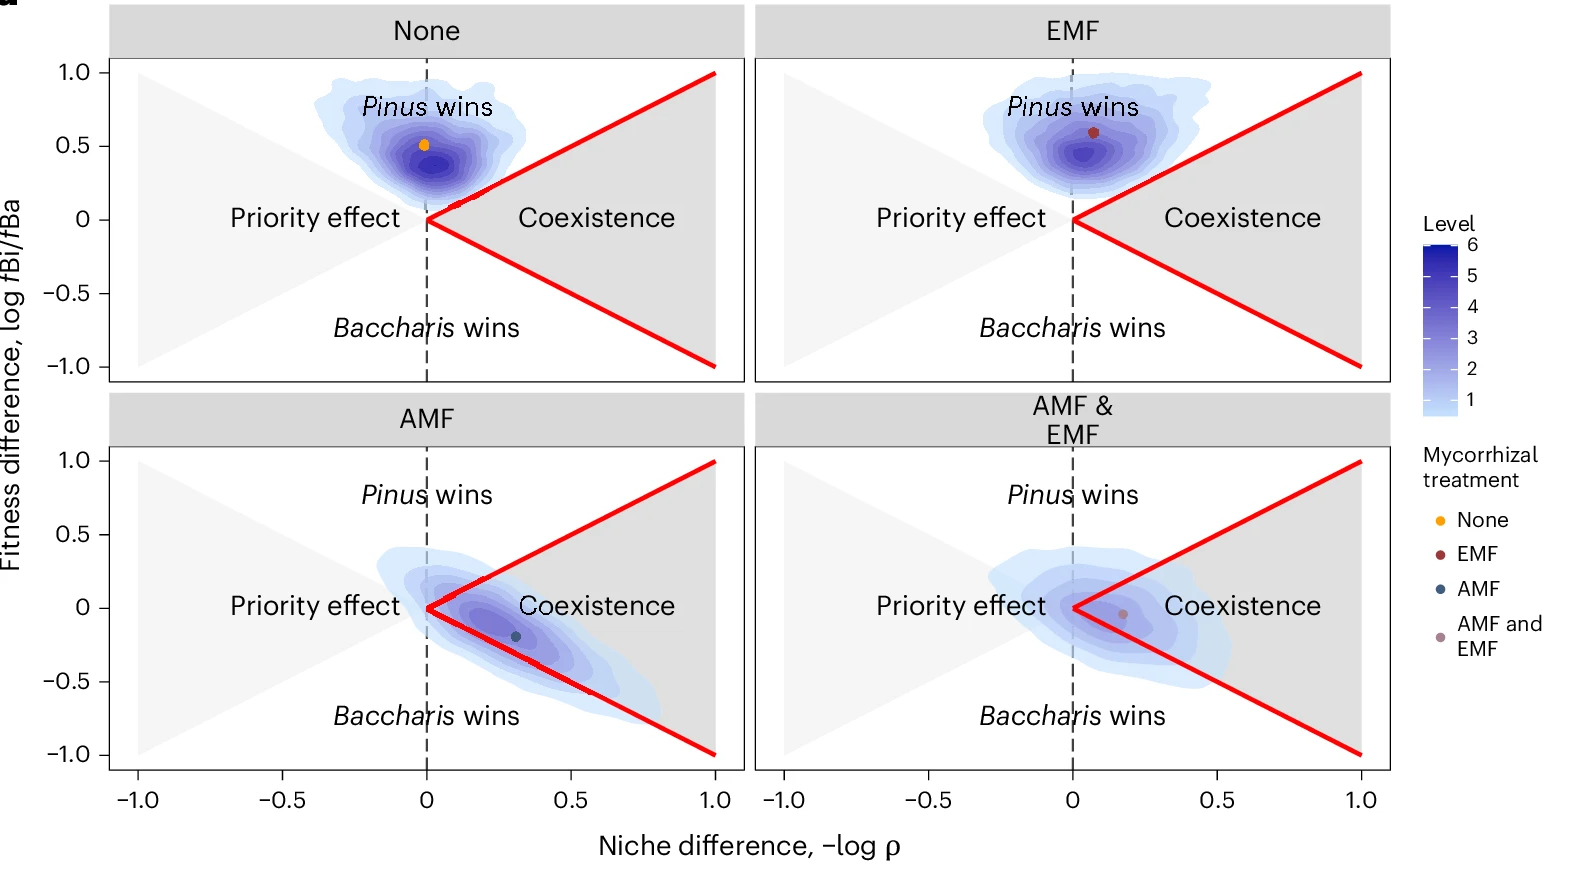 None
EMF
1.0
0.5
0
−0.5
−1.0
Pinus wins
Priority effect
Coexistence
Baccharis wins
Pinus wins
Priority effect
Coexistence
Baccharis wins
Fitness difference, log fBi/fBa
AMF
AMF &
EMF
1.0
0.5
0
−0.5
−1.0
Pinus wins
Priority effect
Coexistence
Baccharis wins
Pinus wins
Priority effect
Coexistence
Baccharis wins
−1.0 −0.5 0 0.5 1.0
−1.0 −0.5 0 0.5 1.0
Niche difference, −log ρ
Level
6
5
4
3
2
1
Mycorrhizal
treatment
None
EMF
AMF
AMF and
EMF